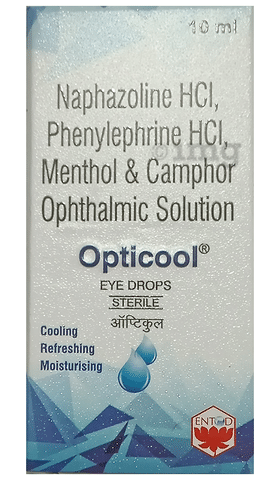 10 ml
Naphazoline HCl,
Phenylephrine HCl,
Menthol & Camphor
Ophthalmic Solution
Opticool®
EYE DROPS
STERILE
ऑप्टिकुल
Cooling
Refreshing
Moisturising
ENTOD